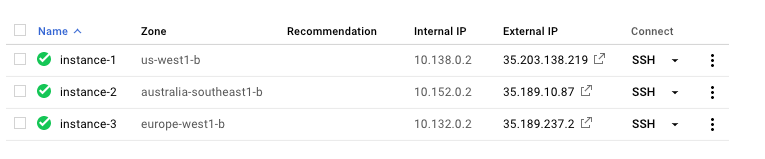 Name Zone Recommendation Internal IP External IP Connect
instance-1 us-west1-b 10.138.0.2 35.203.138.219 SSH
instance-2 australia-southeast1-b 10.152.0.2 35.189.10.87 SSH
instance-3 europe-west1-b 10.132.0.2 35.189.237.2 SSH